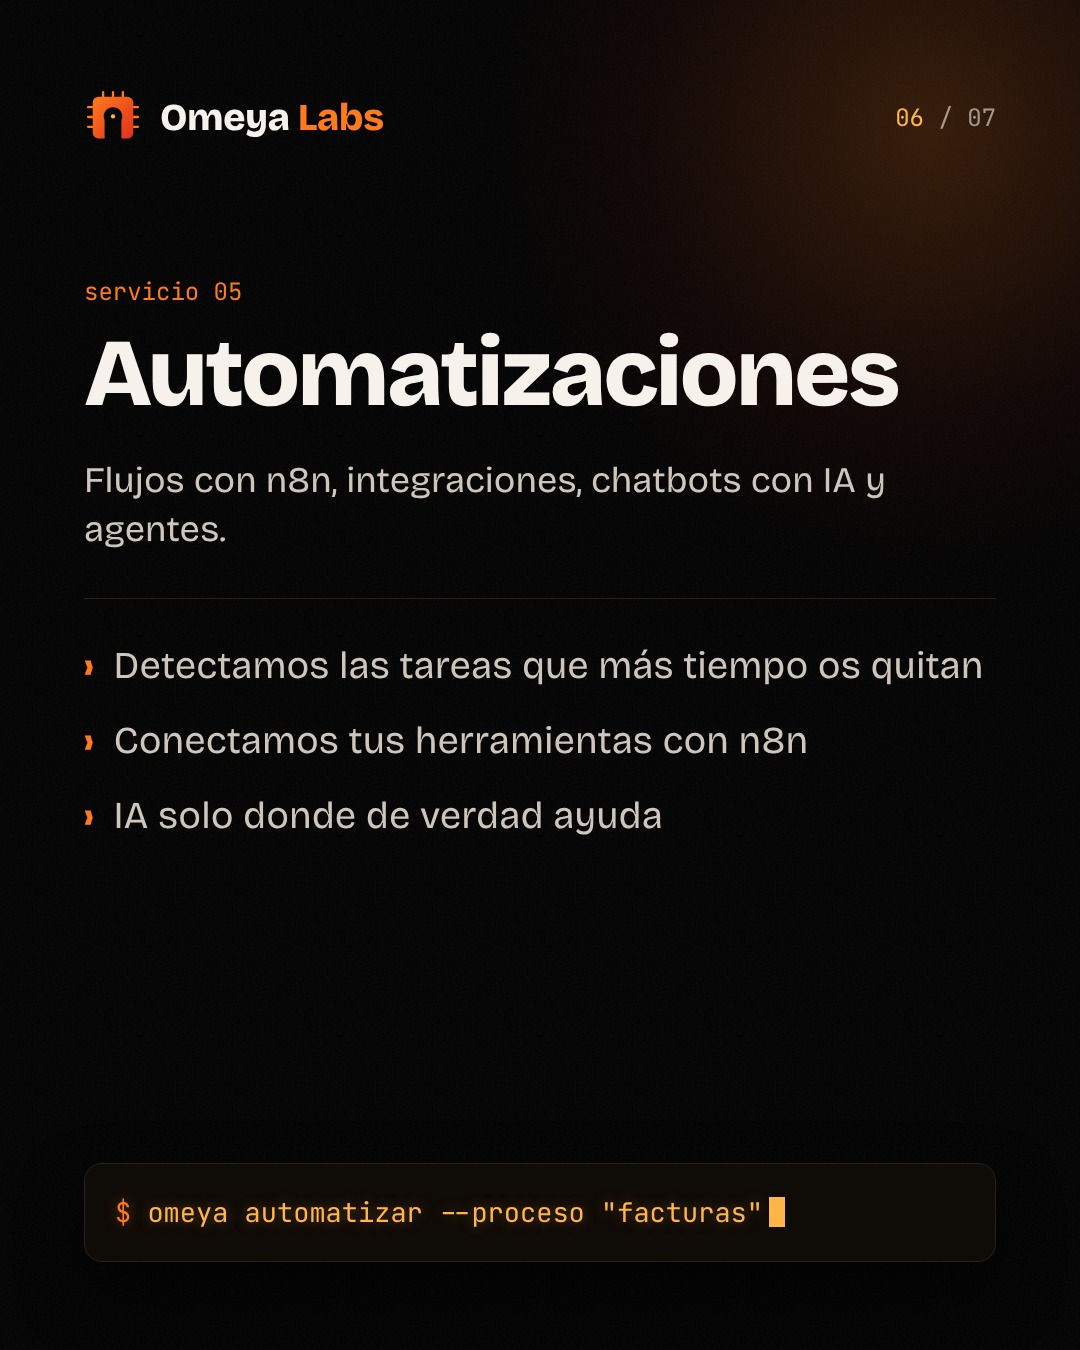 Omeya Labs
06 / 07
servicio 05
Automatizaciones
Flujos con n8n, integraciones, chatbots con IA y
agentes.
› Detectamos las tareas que más tiempo os quitan
› Conectamos tus herramientas con n8n
› IA solo donde de verdad ayuda
$ omeya automatizar --proceso "facturas"